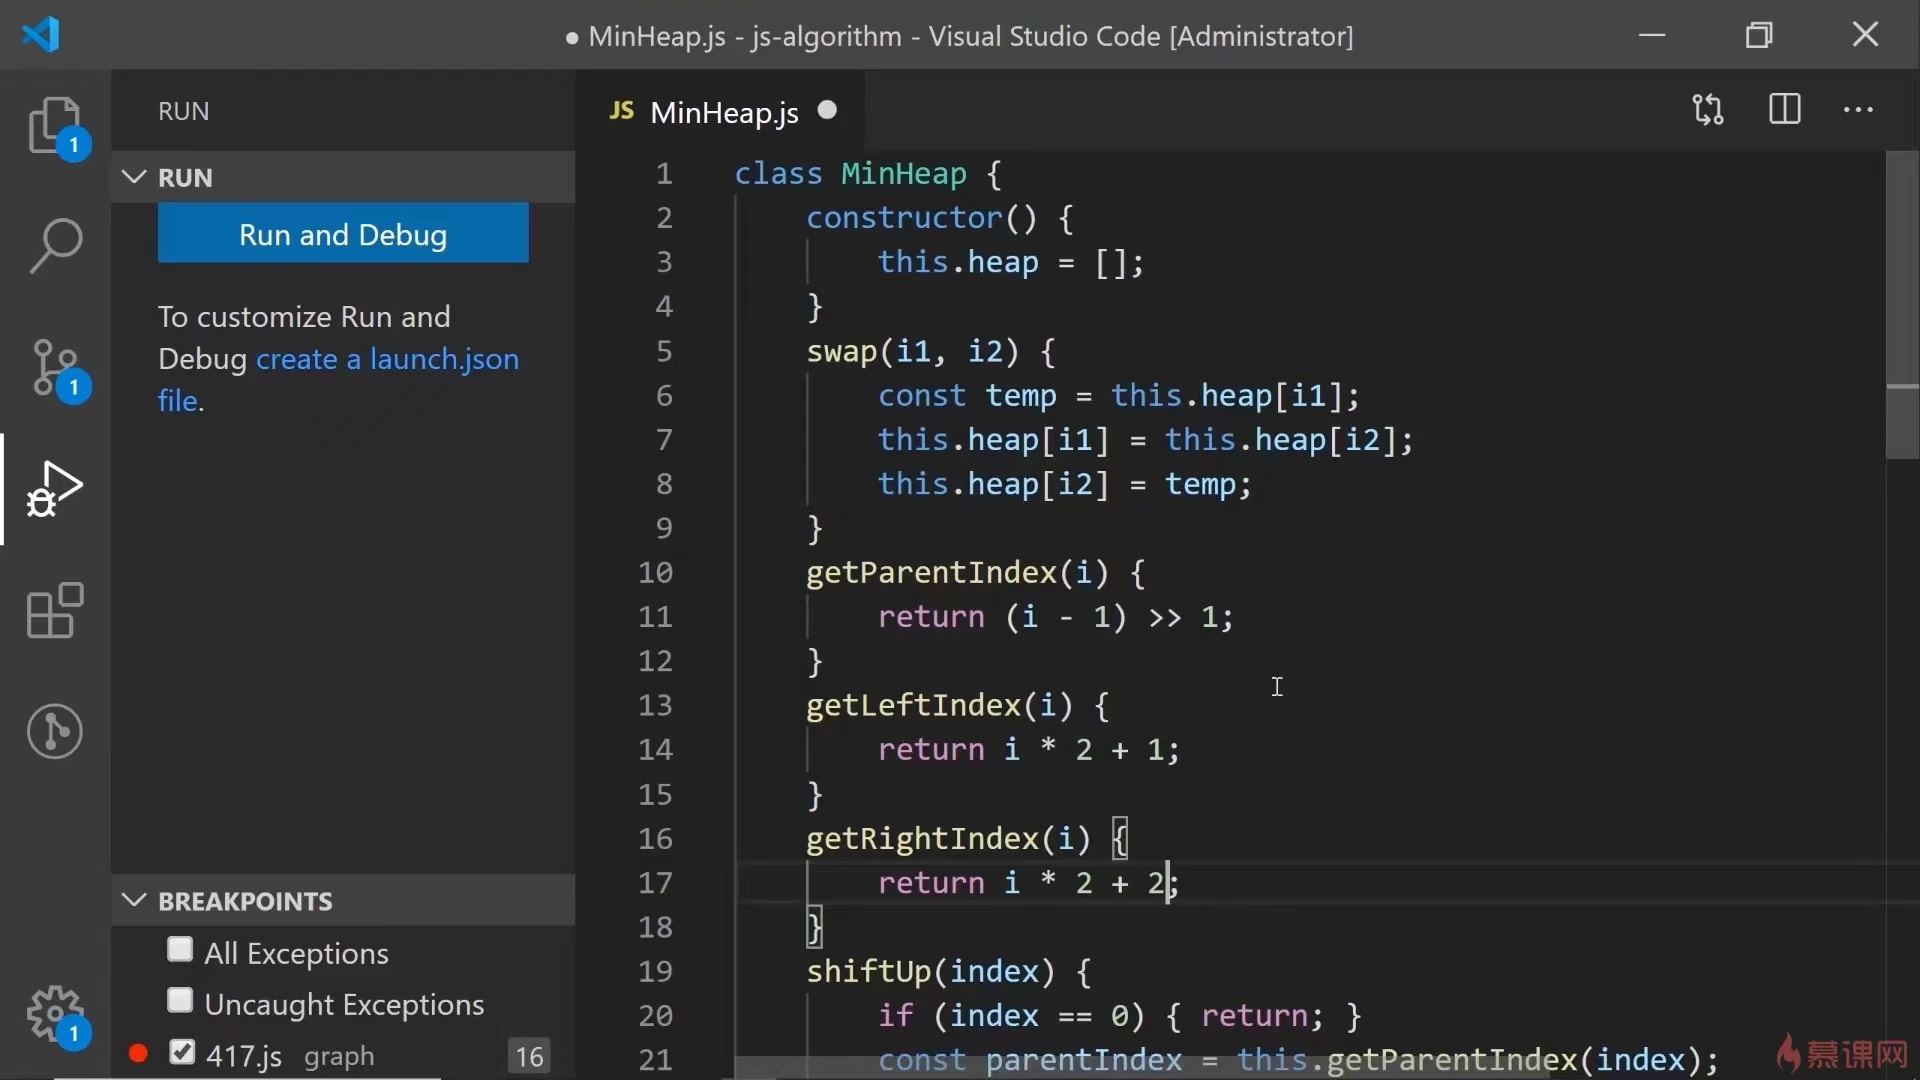 ● MinHeap.js - js-algorithm - Visual Studio Code [Administrator]
1
1
1
RUN
RUN
Run and Debug
To customize Run and
Debug create a launch.json
file.
BREAKPOINTS
All Exceptions
Uncaught Exceptions
417.js graph 16
JS MinHeap.js ●
1 class MinHeap {
2 constructor() {
3 this.heap = [];
4 }
5 swap(i1, i2) {
6 const temp = this.heap[i1];
7 this.heap[i1] = this.heap[i2];
8 this.heap[i2] = temp;
9 }
10 getParentIndex(i) {
11 return (i - 1) >> 1;
12 }
13 getLeftIndex(i) {
14 return i * 2 + 1;
15 }
16 getRightIndex(i) {
17 return i * 2 + 2;
18 }
19 shiftUp(index) {
20 if (index == 0) { return; }
21 const parentIndex = this.getParentIndex(index);
慕课网